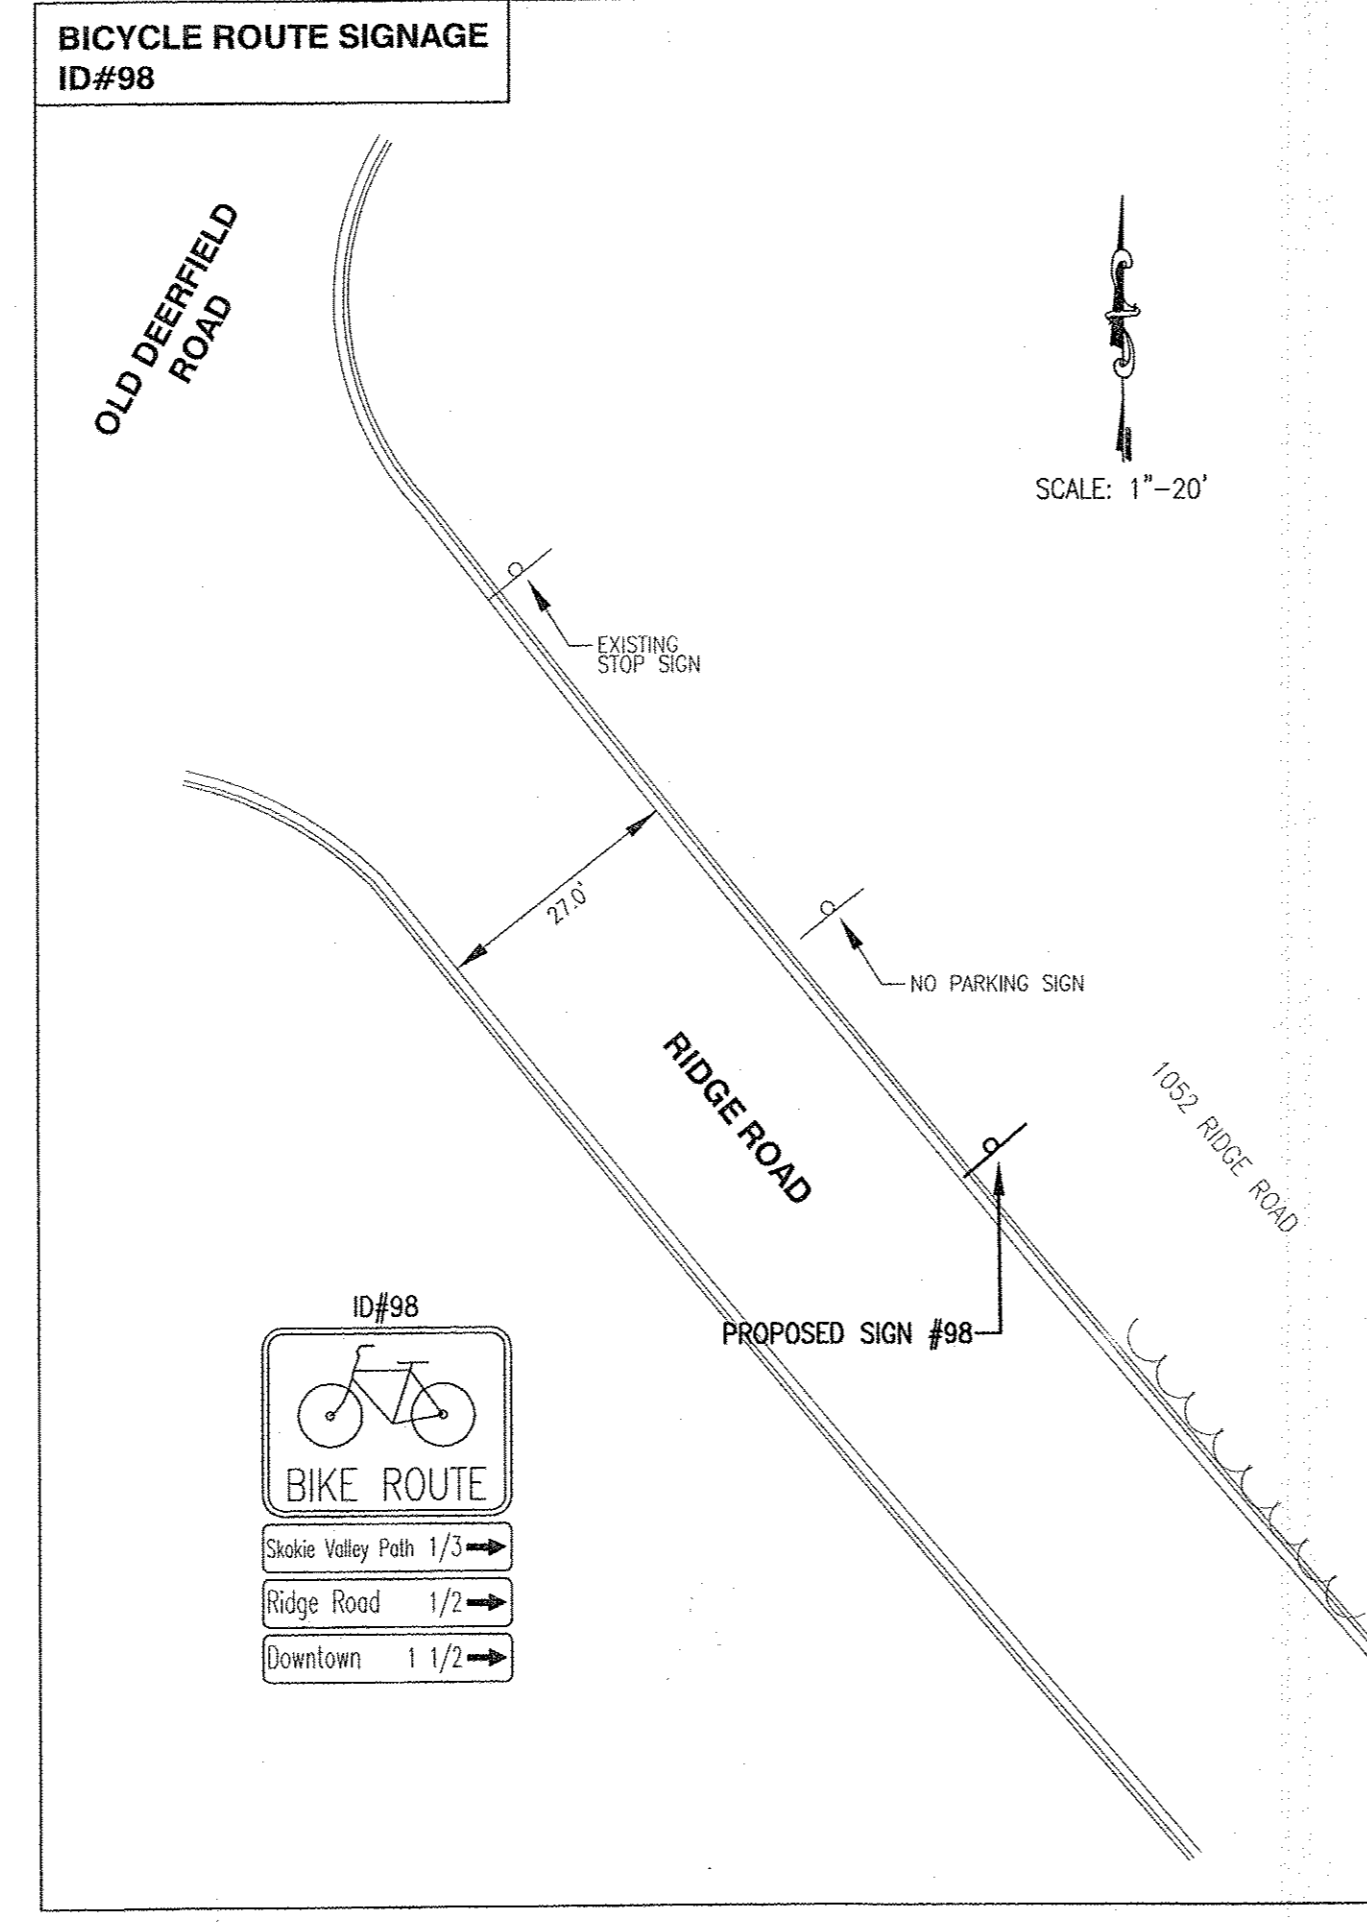 BICYCLE ROUTE SIGNAGE
ID#98
OLD DEERFIELD
ROAD
SCALE: 1"-20'
EXISTING
STOP SIGN
27.0'
NO PARKING SIGN
RIDGE ROAD
1052 RIDGE ROAD
PROPOSED SIGN #98
ID#98
BIKE ROUTE
Skokie Valley Path 1/3
Ridge Road 1/2
Downtown 1 1/2